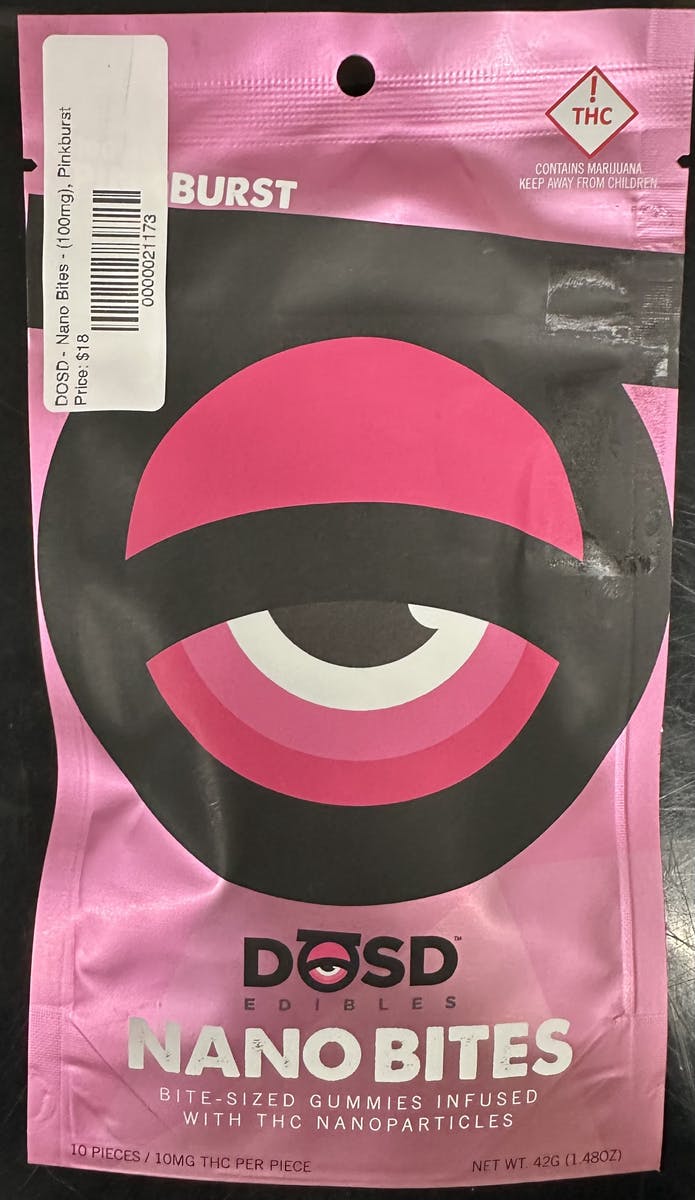 DOSD - Nano Bites - (100mg), Pinkburst
Price: $18
0000021173
!
THC
CONTAINS MARIJUANA.
KEEP AWAY FROM CHILDREN.
BURST
DOSD™
EDIBLES
NANO BITES
BITE-SIZED GUMMIES INFUSED
WITH THC NANOPARTICLES
10 PIECES / 10MG THC PER PIECE
NET WT. 42G (1.48OZ)